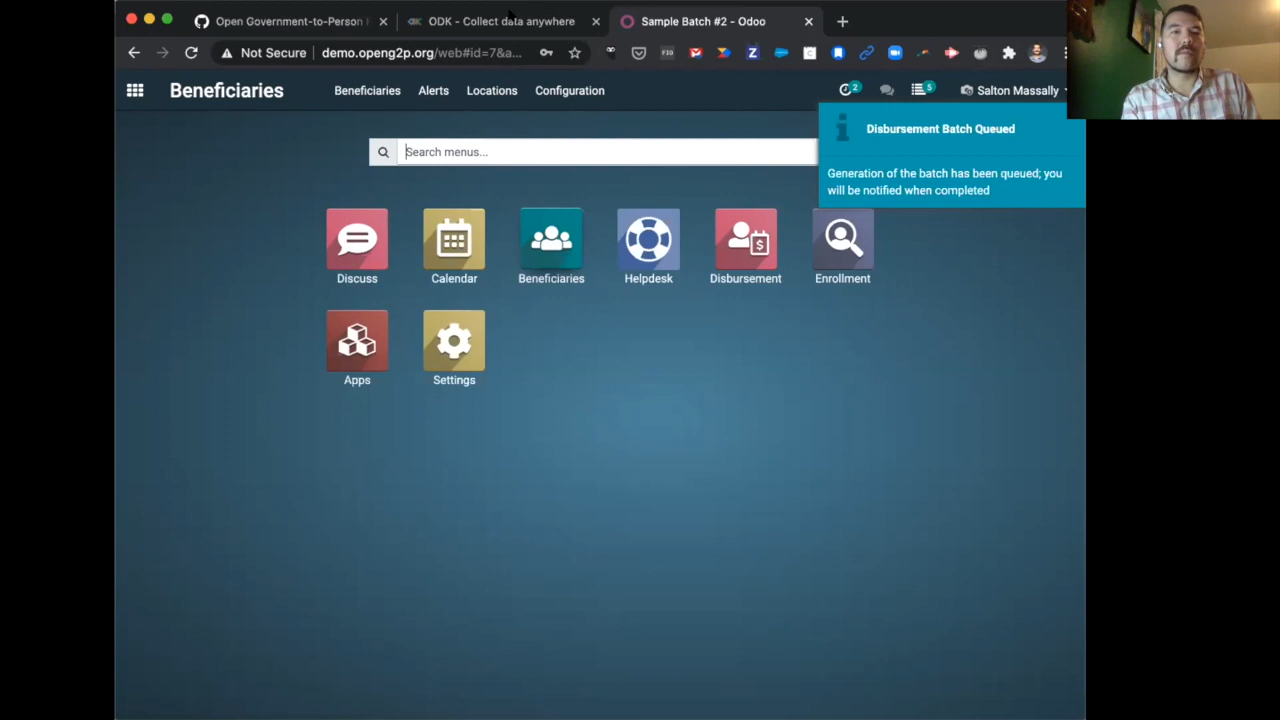 Open Government-to-Person
ODK - Collect data anywhere
Sample Batch #2 - Odoo
Not Secure
demo.openg2p.org/web#id=7&a...
Beneficiaries
Beneficiaries
Alerts
Locations
Configuration
2
5
Salton Massally
Disbursement Batch Queued
Generation of the batch has been queued; you
will be notified when completed
Search menus...
Discuss
Calendar
Beneficiaries
Helpdesk
Disbursement
Enrollment
Apps
Settings